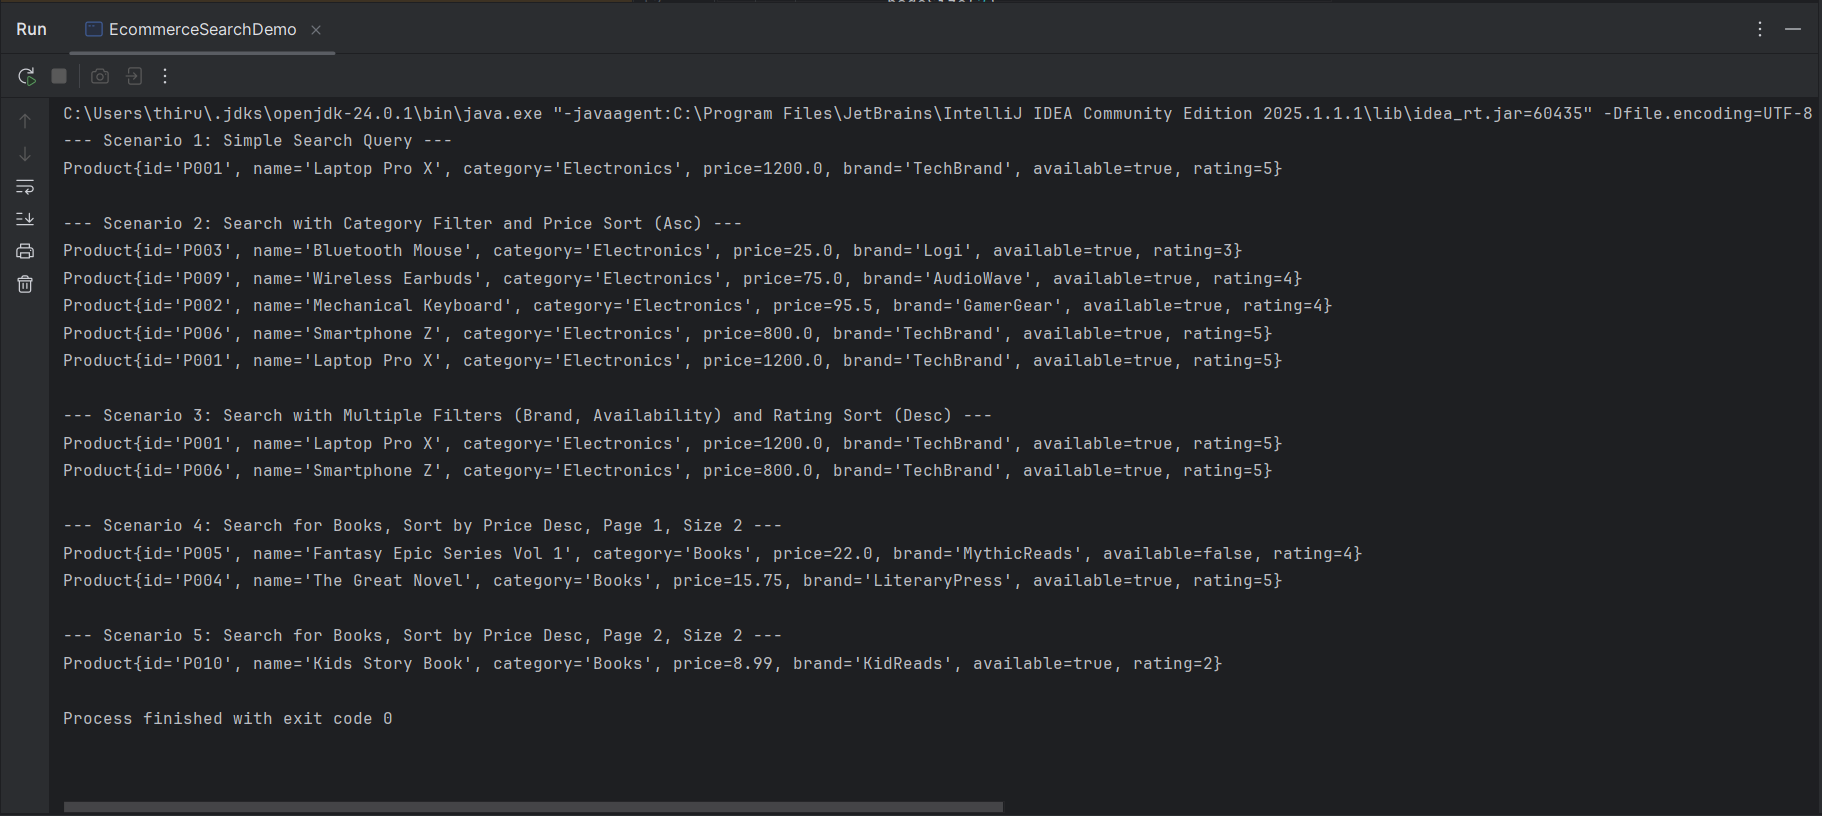 Run EcommerceSearchDemo
C:\Users\thiru\.jdks\openjdk-24.0.1\bin\java.exe "-javaagent:C:\Program Files\JetBrains\IntelliJ IDEA Community Edition 2025.1.1.1\lib\idea_rt.jar=60435" -Dfile.encoding=UTF-8
--- Scenario 1: Simple Search Query ---
Product{id='P001', name='Laptop Pro X', category='Electronics', price=1200.0, brand='TechBrand', available=true, rating=5}
--- Scenario 2: Search with Category Filter and Price Sort (Asc) ---
Product{id='P003', name='Bluetooth Mouse', category='Electronics', price=25.0, brand='Logi', available=true, rating=3}
Product{id='P009', name='Wireless Earbuds', category='Electronics', price=75.0, brand='AudioWave', available=true, rating=4}
Product{id='P002', name='Mechanical Keyboard', category='Electronics', price=95.5, brand='GamerGear', available=true, rating=4}
Product{id='P006', name='Smartphone Z', category='Electronics', price=800.0, brand='TechBrand', available=true, rating=5}
Product{id='P001', name='Laptop Pro X', category='Electronics', price=1200.0, brand='TechBrand', available=true, rating=5}
--- Scenario 3: Search with Multiple Filters (Brand, Availability) and Rating Sort (Desc) ---
Product{id='P001', name='Laptop Pro X', category='Electronics', price=1200.0, brand='TechBrand', available=true, rating=5}
Product{id='P006', name='Smartphone Z', category='Electronics', price=800.0, brand='TechBrand', available=true, rating=5}
--- Scenario 4: Search for Books, Sort by Price Desc, Page 1, Size 2 ---
Product{id='P005', name='Fantasy Epic Series Vol 1', category='Books', price=22.0, brand='MythicReads', available=false, rating=4}
Product{id='P004', name='The Great Novel', category='Books', price=15.75, brand='LiteraryPress', available=true, rating=5}
--- Scenario 5: Search for Books, Sort by Price Desc, Page 2, Size 2 ---
Product{id='P010', name='Kids Story Book', category='Books', price=8.99, brand='KidReads', available=true, rating=2}
Process finished with exit code 0